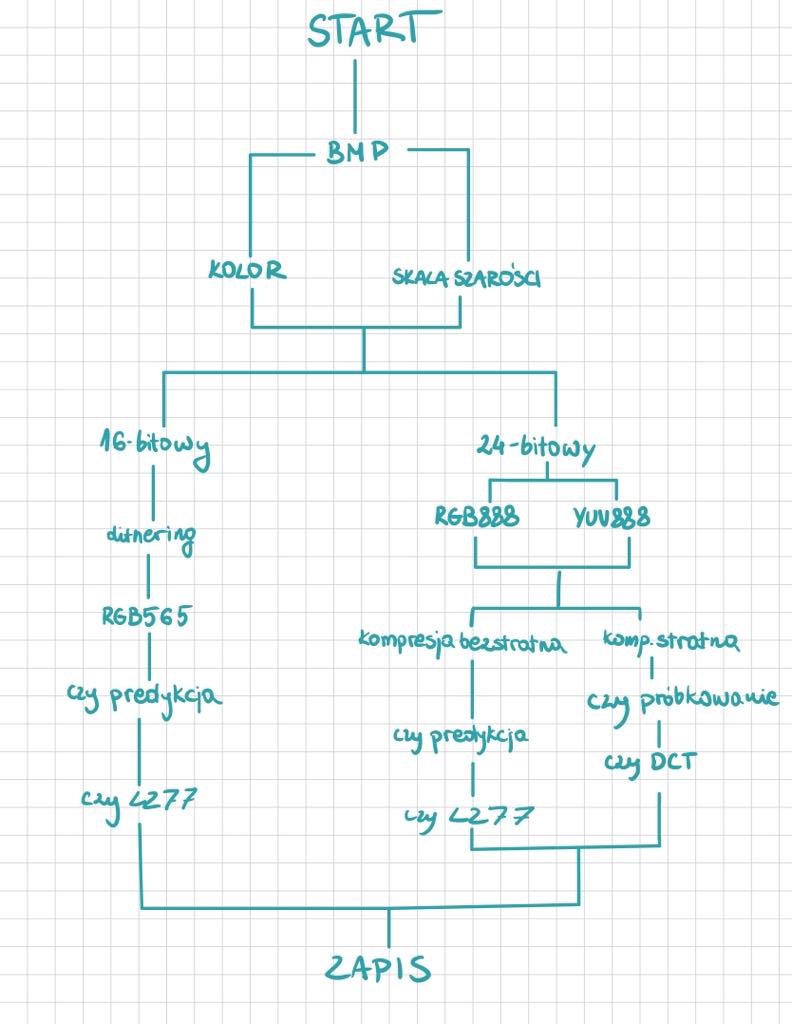 START
BMP
KOLOR
SKALA SZAROŚCI
16-bitowy
24-bitowy
RGB888
YUV888
dithering
RGB565
kompresja bezstratna
komp. stratna
czy predykcja
czy próbkowanie
czy predykcja
czy DCT
czy LZ77
czy LZ77
ZAPIS